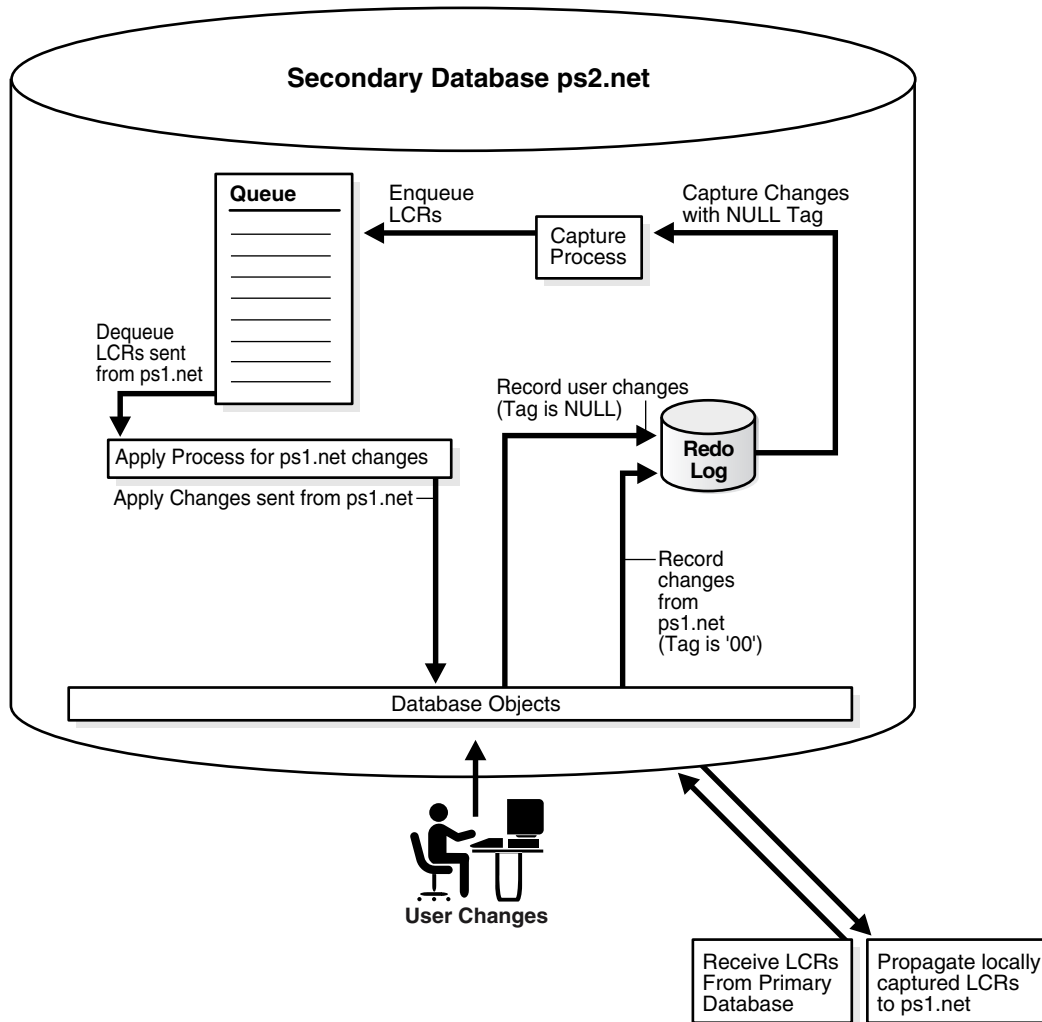 Secondary Database ps2.net
Queue
Enqueue
LCRs
Capture
Process
Capture Changes
with NULL Tag
Dequeue
LCRs sent
from ps1.net
Record user changes
(Tag is NULL)
Redo
Log
Apply Process for ps1.net changes
Apply Changes sent from ps1.net
Record
changes
from
ps1.net
(Tag is '00')
Database Objects
User Changes
Receive LCRs
From Primary
Database
Propagate locally
captured LCRs
to ps1.net